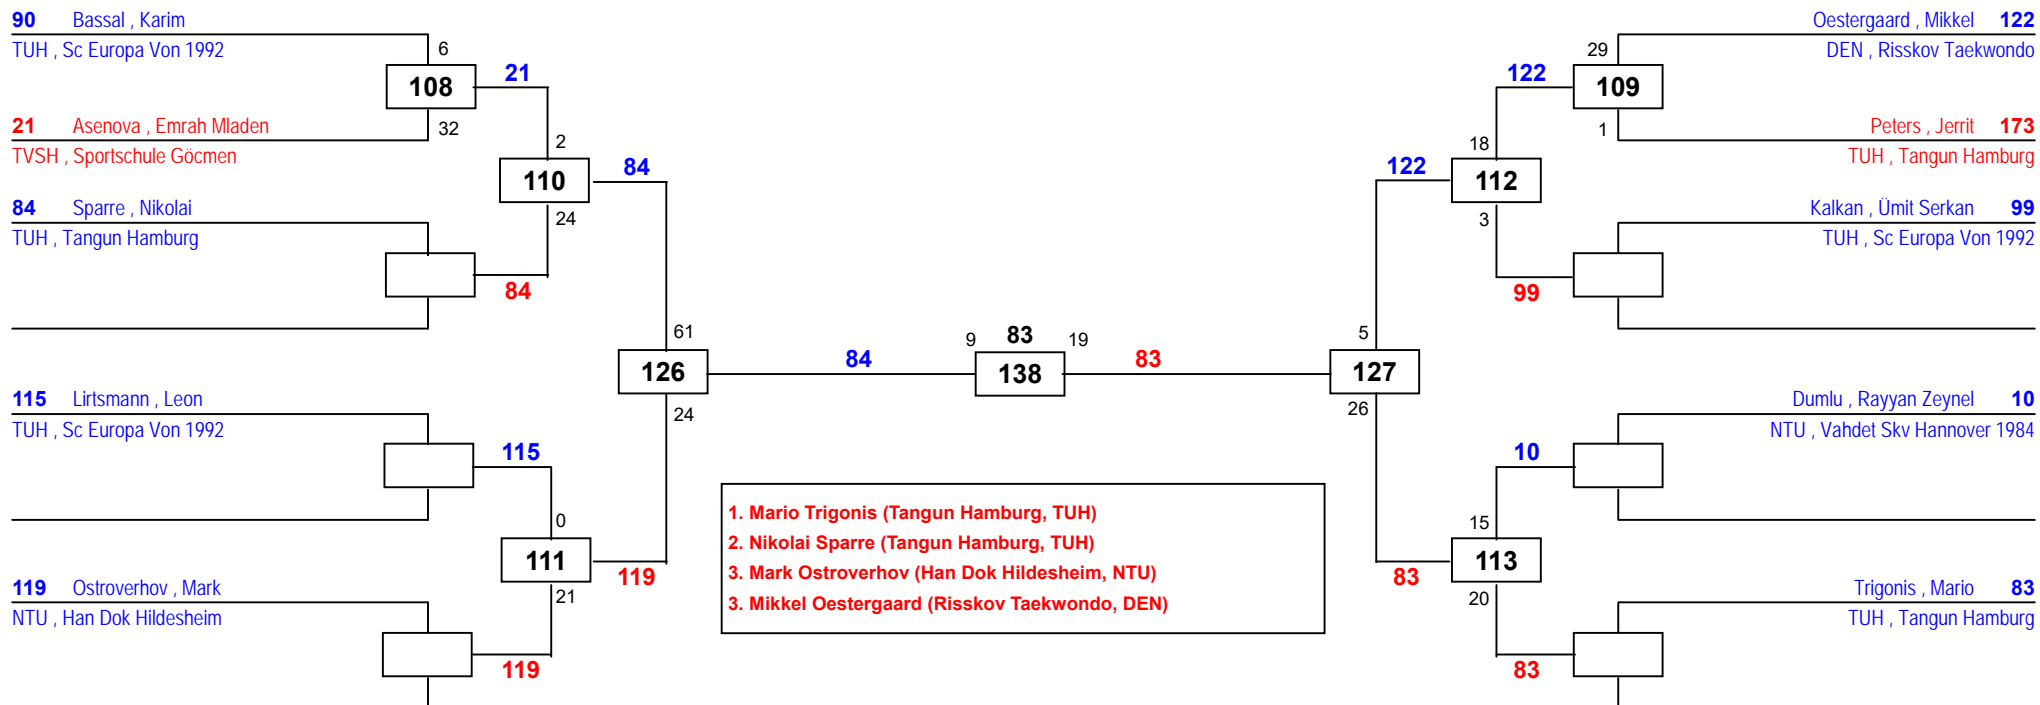 90 Bassal , Karim
TUH , Sc Europa Von 1992
6
108
21
32
21 Asenova , Emrah Mladen
TVSH , Sportschule Göcmen
2
110
84
24
84 Sparre , Nikolai
TUH , Tangun Hamburg
84
61
126
84
24
115 Lirtsmann , Leon
TUH , Sc Europa Von 1992
115
0
111
119
21
119 Ostroverhov , Mark
NTU , Han Dok Hildesheim
119
9 83 19
138
83
1. Mario Trigonis (Tangun Hamburg, TUH)
2. Nikolai Sparre (Tangun Hamburg, TUH)
3. Mark Ostroverhov (Han Dok Hildesheim, NTU)
3. Mikkel Oestergaard (Risskov Taekwondo, DEN)
Oestergaard , Mikkel 122
DEN , Risskov Taekwondo
29
122
109
1
Peters , Jerrit 173
TUH , Tangun Hamburg
18
122
112
3
Kalkan , Ümit Serkan 99
TUH , Sc Europa Von 1992
99
5
127
26
Dumlu , Rayyan Zeynel 10
NTU , Vahdet Skv Hannover 1984
10
15
113
83
20
Trigonis , Mario 83
TUH , Tangun Hamburg
83